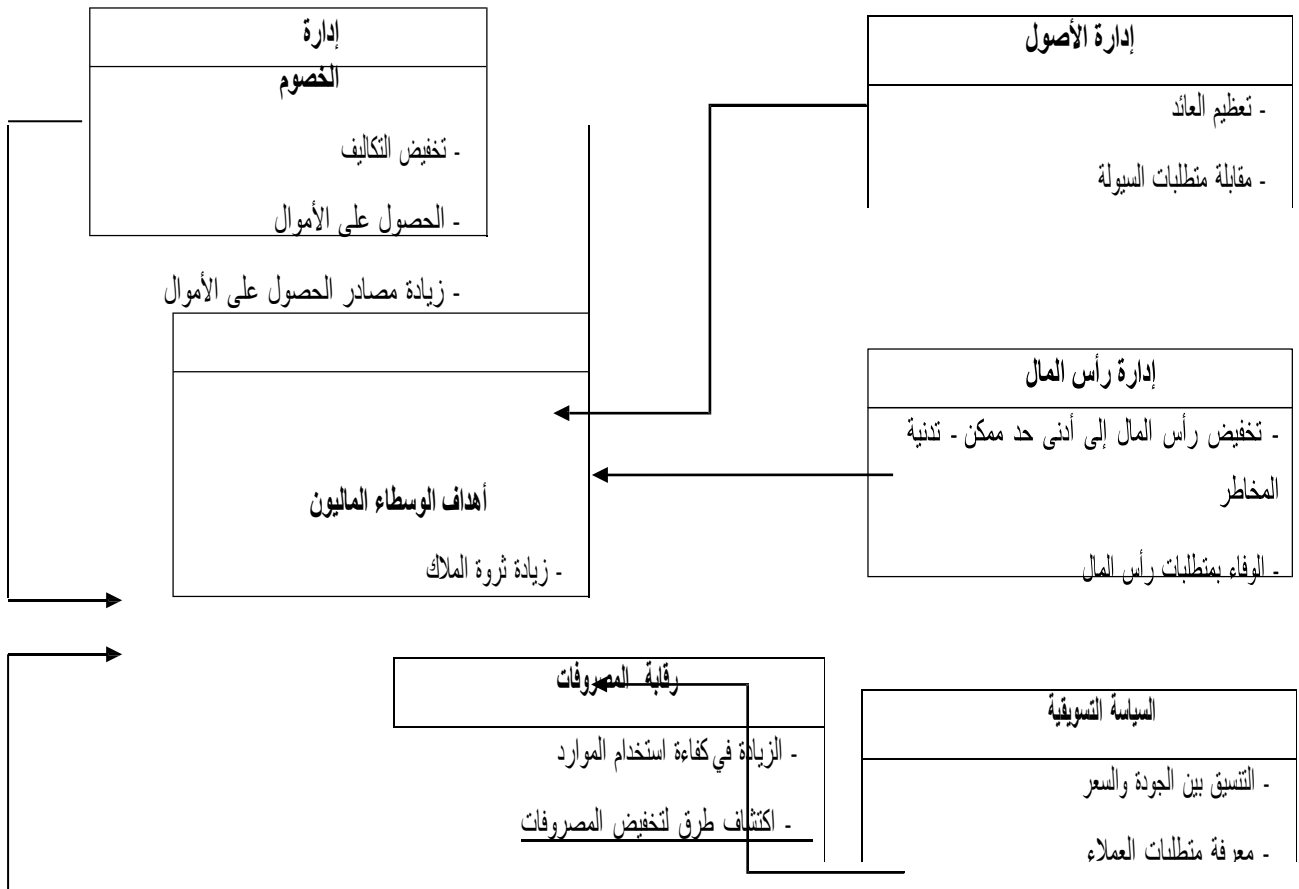 إدارة الأصول
- تعظيم العائد
- مقابلة متطلبات السيولة
إدارة
الخصوم
- تخفيض التكاليف
- الحصول على الأموال
- زيادة مصادر الحصول على الأموال
إدارة رأس المال
- تخفيض رأس المال إلى أدنى حد ممكن - تدنية
المخاطر
- الوفاء بمتطلبات رأس المال
أهداف الوسطاء الماليون
- زيادة ثروة الملاك
السياسة التسويقية
- التنسيق بين الجودة والسعر
- معرفة متطلبات العملاء
رقابة المصروفات
- الزيادة في كفاءة استخدام الموارد
- اكتشاف طرق لتخفيض المصروفات